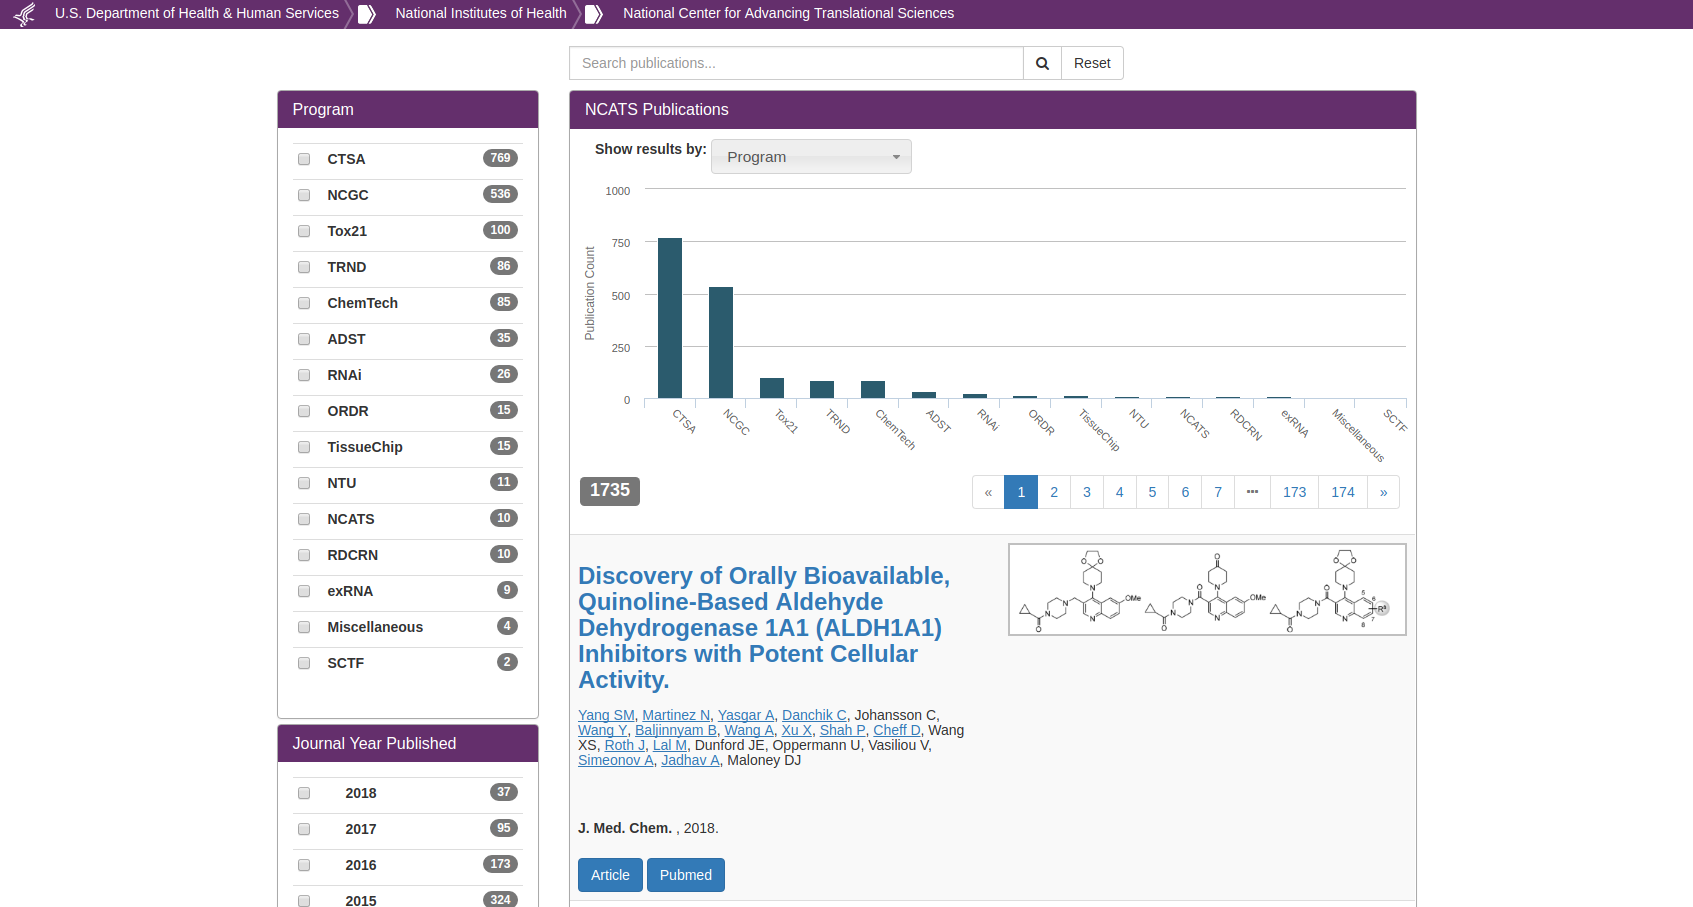 U.S. Department of Health & Human Services
National Institutes of Health
National Center for Advancing Translational Sciences
Search publications...
Reset
Program
CTSA 769
NCGC 536
Tox21 100
TRND 86
ChemTech 85
ADST 35
RNAi 26
ORDR 15
TissueChip 15
NTU 11
NCATS 10
RDCRN 10
exRNA 9
Miscellaneous 4
SCTF 2
Journal Year Published
2018 37
2017 95
2016 173
2015 324
NCATS Publications
Show results by: Program
Publication Count
1000
750
500
250
0
CTSA
NCGC
Tox21
TRND
ChemTech
ADST
RNAi
ORDR
TissueChip
NTU
NCATS
RDCRN
exRNA
Miscellaneous
SCTF
1735
« 1 2 3 4 5 6 7 ••• 173 174 »
Discovery of Orally Bioavailable,
Quinoline-Based Aldehyde
Dehydrogenase 1A1 (ALDH1A1)
Inhibitors with Potent Cellular
Activity.
Yang SM, Martinez N, Yasgar A, Danchik C, Johansson C,
Wang Y, Baljinnyam B, Wang A, Xu X, Shah P, Cheff D, Wang
XS, Roth J, Lal M, Dunford JE, Oppermann U, Vasiliou V,
Simeonov A, Jadhav A, Maloney DJ
J. Med. Chem. , 2018.
Article
Pubmed